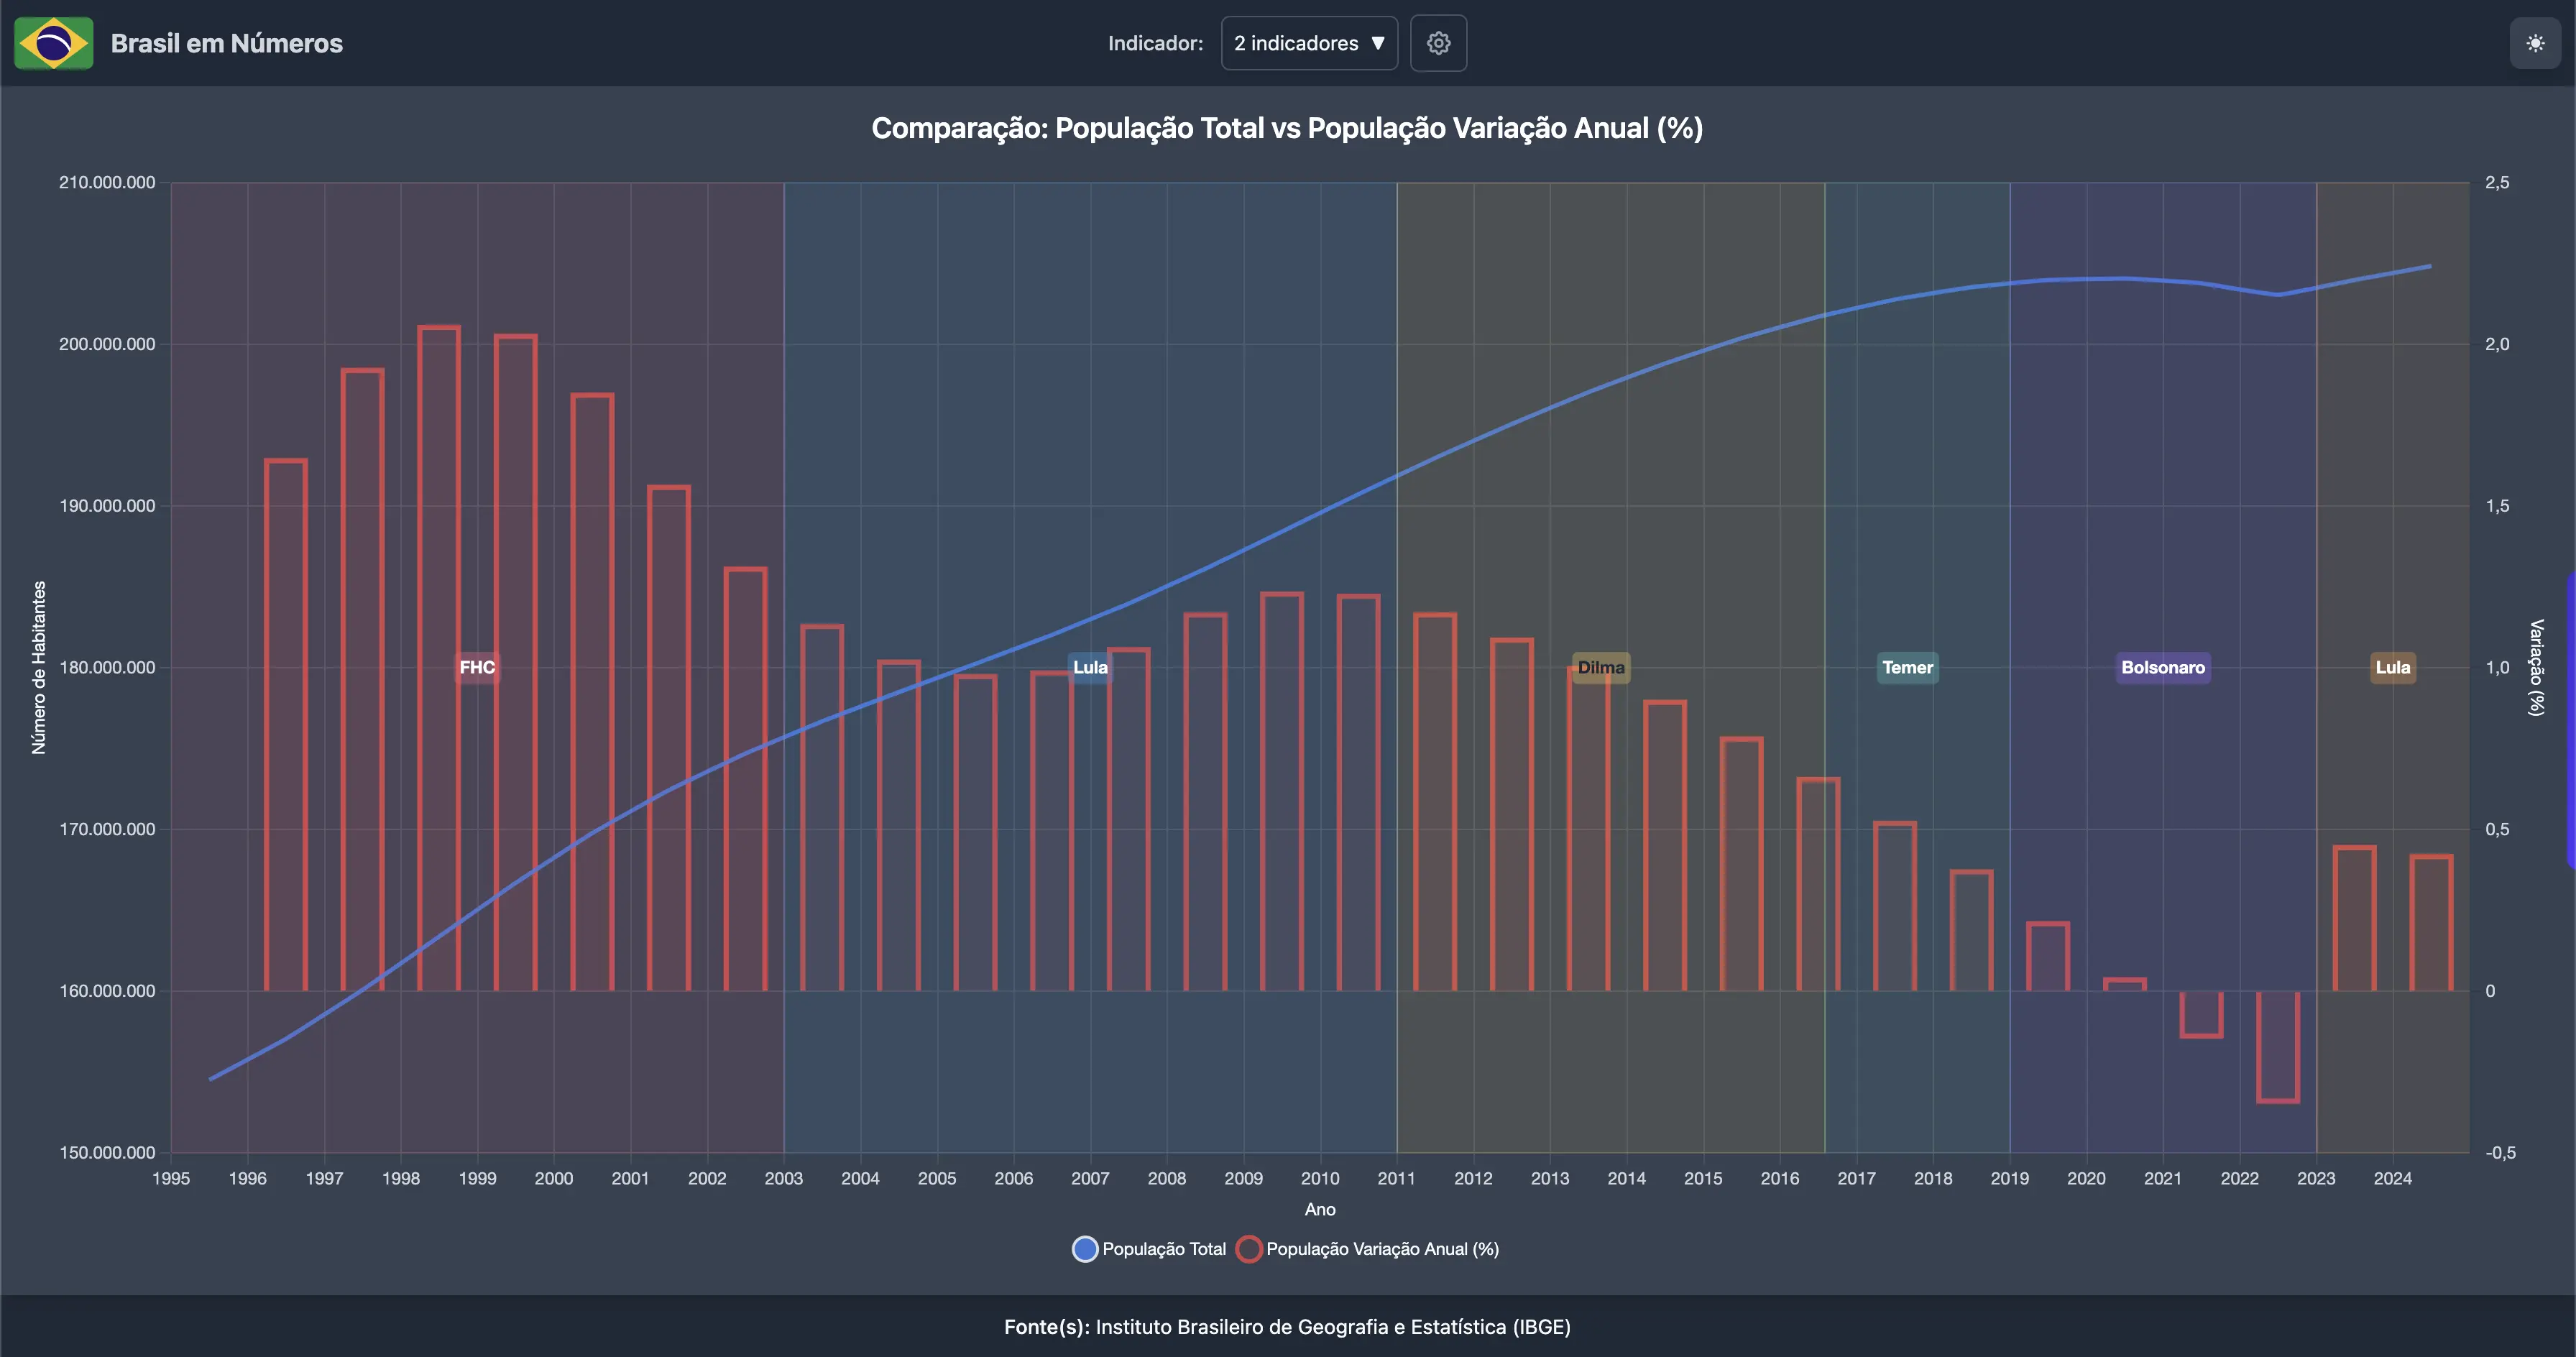 Brasil em Números
Indicador: 2 indicadores ▼
Comparação: População Total vs População Variação Anual (%)
210.000.000
200.000.000
190.000.000
180.000.000
170.000.000
160.000.000
150.000.000
Número de Habitantes
FHC
Lula
Dilma
Temer
Bolsonaro
Lula
2,5
2,0
1,5
1,0
0,5
0
-0,5
Variação (%)
1995 1996 1997 1998 1999 2000 2001 2002 2003 2004 2005 2006 2007 2008 2009 2010 2011 2012 2013 2014 2015 2016 2017 2018 2019 2020 2021 2022 2023 2024
Ano
População Total População Variação Anual (%)
Fonte(s): Instituto Brasileiro de Geografia e Estatística (IBGE)